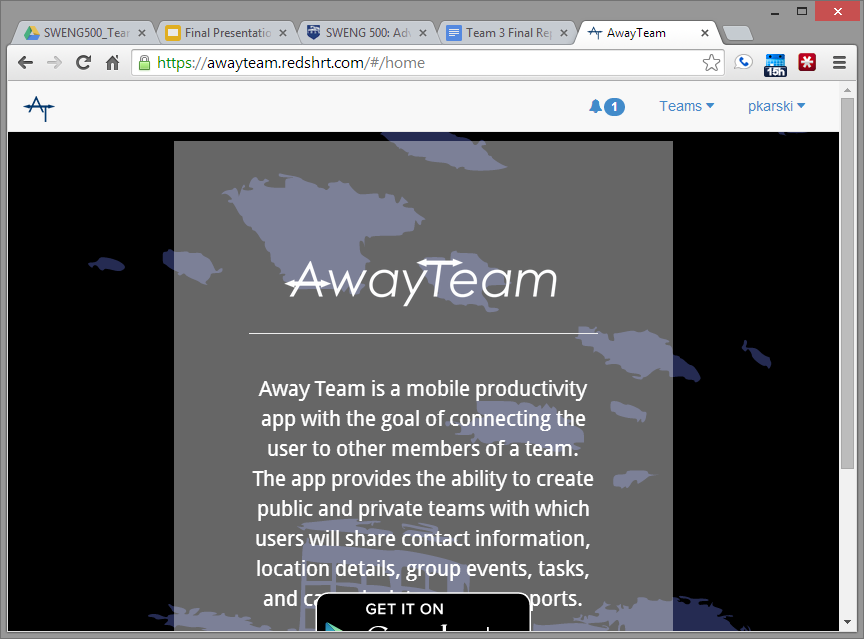 SWENG500_Tear
Final Presentatio
SWENG 500: Adv
Team 3 Final Rep
AwayTeam
https://awayteam.redshrt.com/#/home
15h
AT
1
Teams
pkarski
AwayTeam
Away Team is a mobile productivity
app with the goal of connecting the
user to other members of a team.
The app provides the ability to create
public and private teams with which
users will share contact information,
location details, group events, tasks,
and ports.
GET IT ON